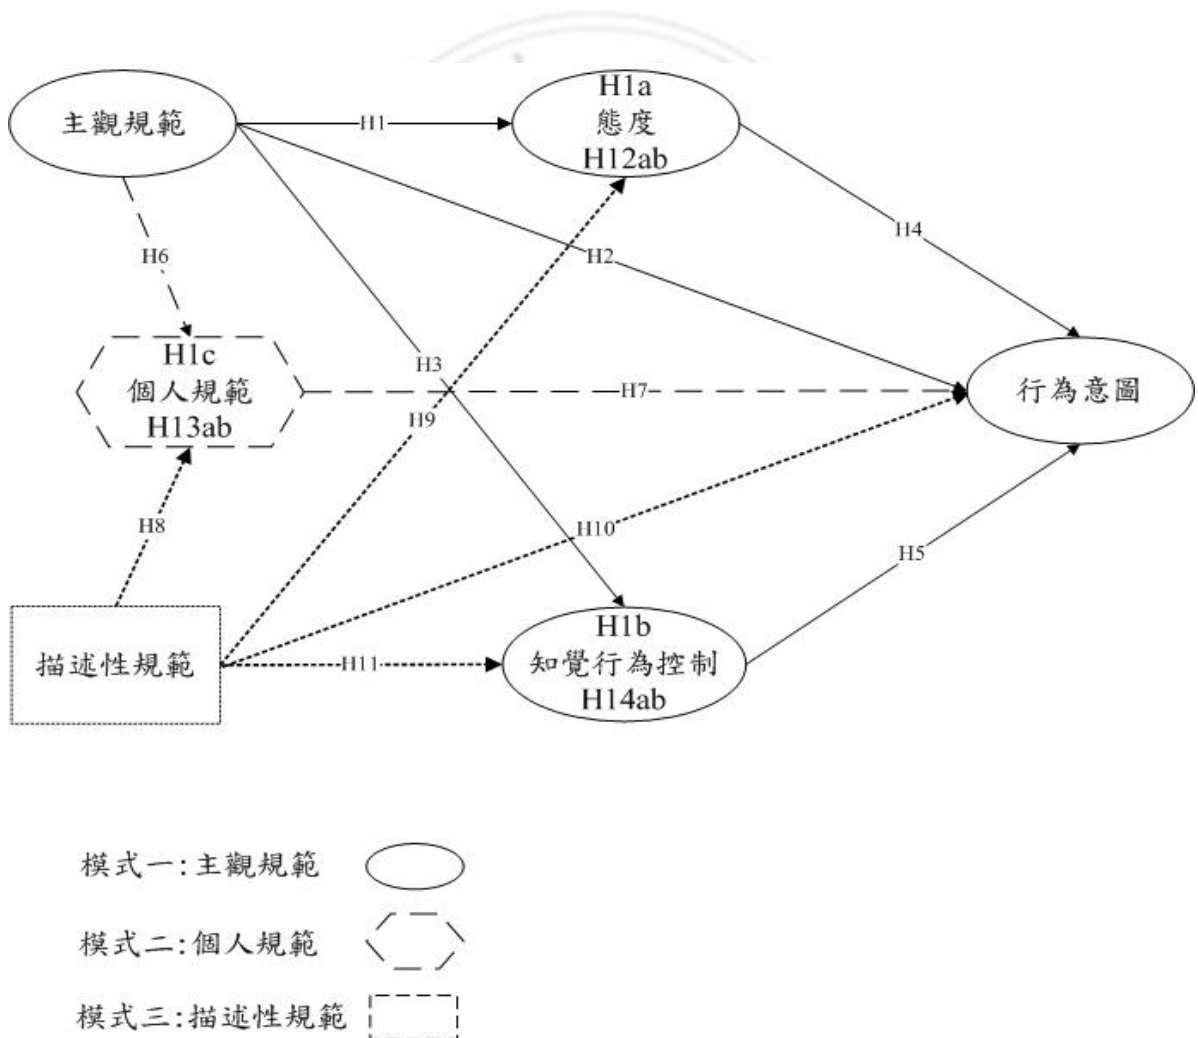 主觀規範
H1
H1a
態度
H12ab
H4
H2
H6
H1c
個人規範
H13ab
H3
H9
H7
行為意圖
H8
H10
H5
描述性規範
H11
H1b
知覺行為控制
H14ab
模式一:主觀規範
模式二:個人規範
模式三:描述性規範